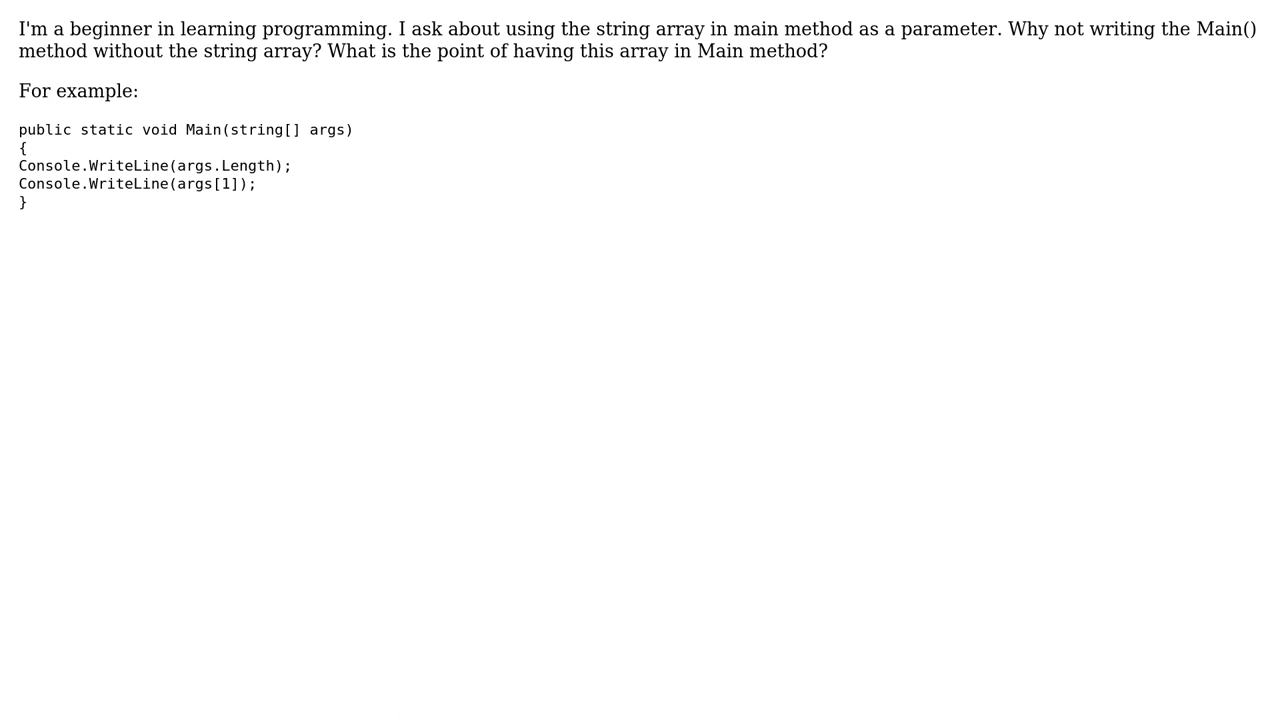 I'm a beginner in learning programming. I ask about using the string array in main method as a parameter. Why not writing the Main()
method without the string array? What is the point of having this array in Main method?
For example:
public static void Main(string[] args)
{
Console.WriteLine(args.Length);
Console.WriteLine(args[1]);
}